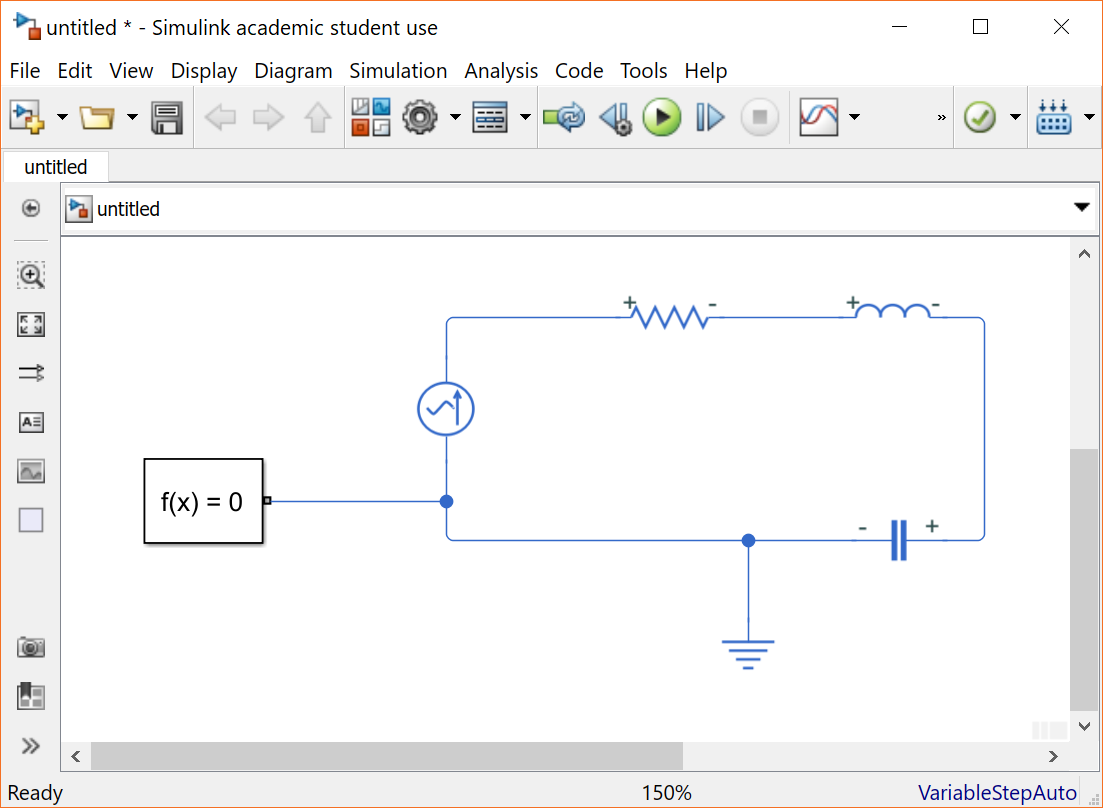 untitled * - Simulink academic student use
File Edit View Display Diagram Simulation Analysis Code Tools Help
»
untitled
untitled
+ - + -
f(x) = 0
- +
Ready 150% VariableStepAuto